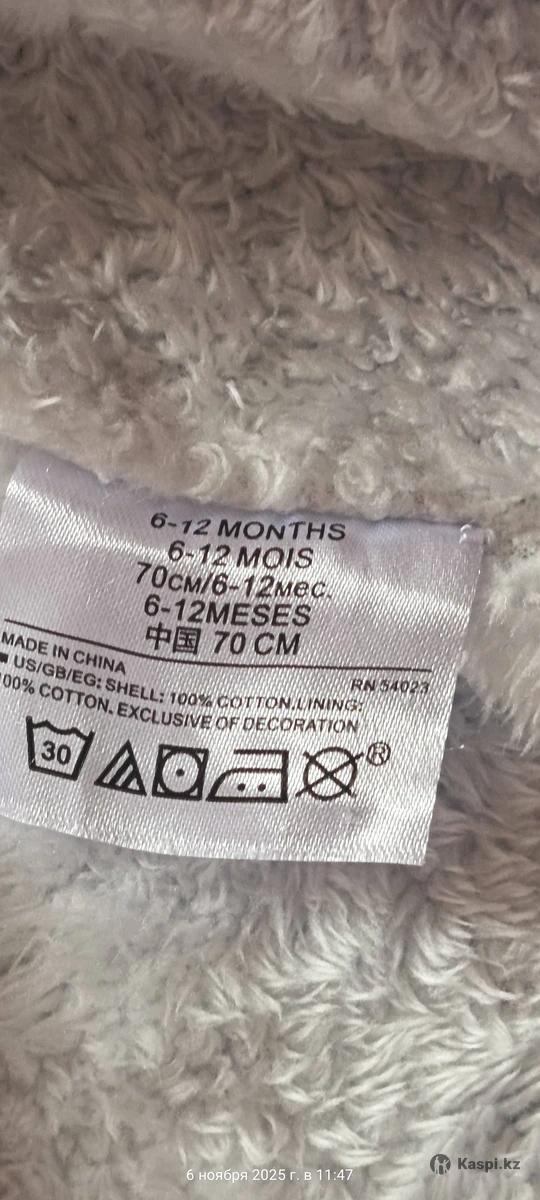 6-12 MONTHS
6-12 MOIS
70см/6-12мес.
6-12MESES
中国 70 CM
MADE IN CHINA
RN 54023
US/GB/EG: SHELL: 100% COTTON.LINING:
100% COTTON. EXCLUSIVE OF DECORATION
30
®
Kaspi.kz
6 ноября 2025 г. в 11:47